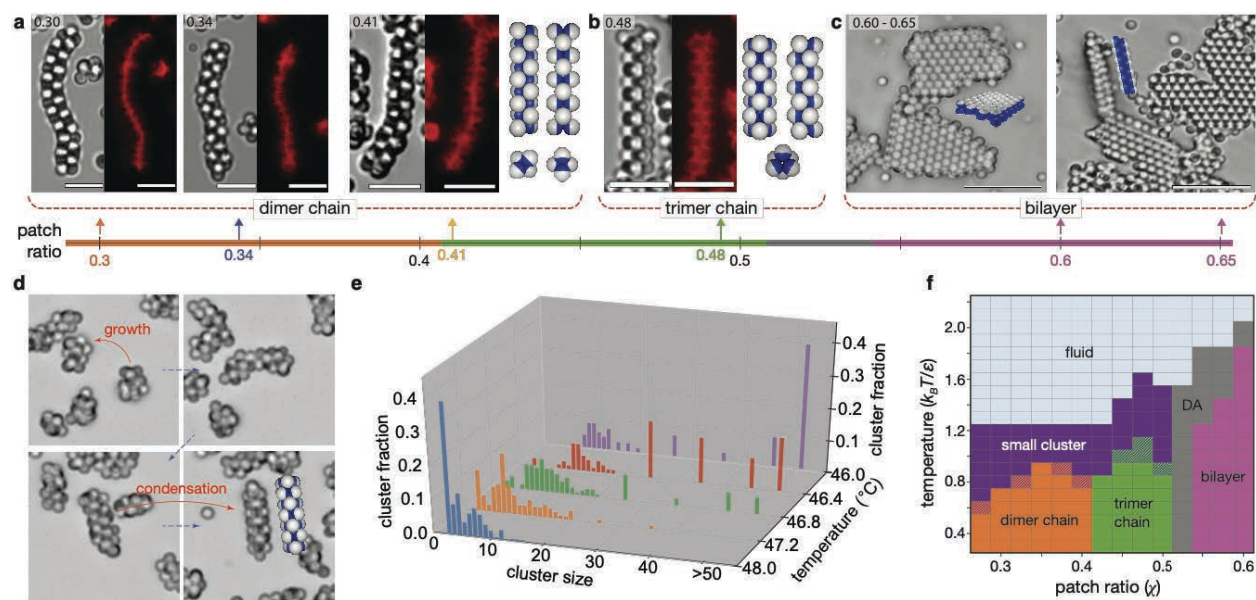 a
0.30
0.34
0.41
b
0.48
c
0.60 - 0.65
dimer chain
trimer chain
bilayer
patch
ratio
0.3
0.34
0.4
0.41
0.48
0.5
0.6
0.65
d
growth
condensation
e
cluster fraction
0.4
0.3
0.2
0.1
0.0
0
10
20
30
40
>50
cluster size
0.4
0.3
0.2
0.1
cluster fraction
46.0
46.4
46.8
47.2
48.0
temperature (°C)
f
temperature (kBT/ε)
2.0
1.6
1.2
0.8
0.4
fluid
small cluster
DA
dimer chain
trimer
chain
bilayer
0.3
0.4
0.5
0.6
patch ratio (χ)